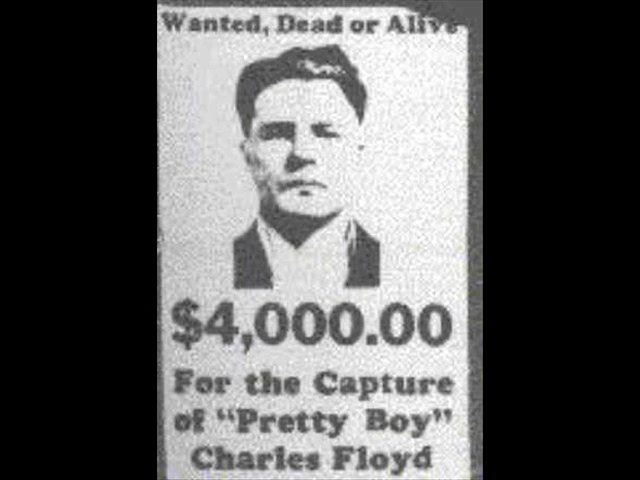 Wanted, Dead or Alive
$4,000.00
For the Capture
of "Pretty Boy"
Charles Floyd